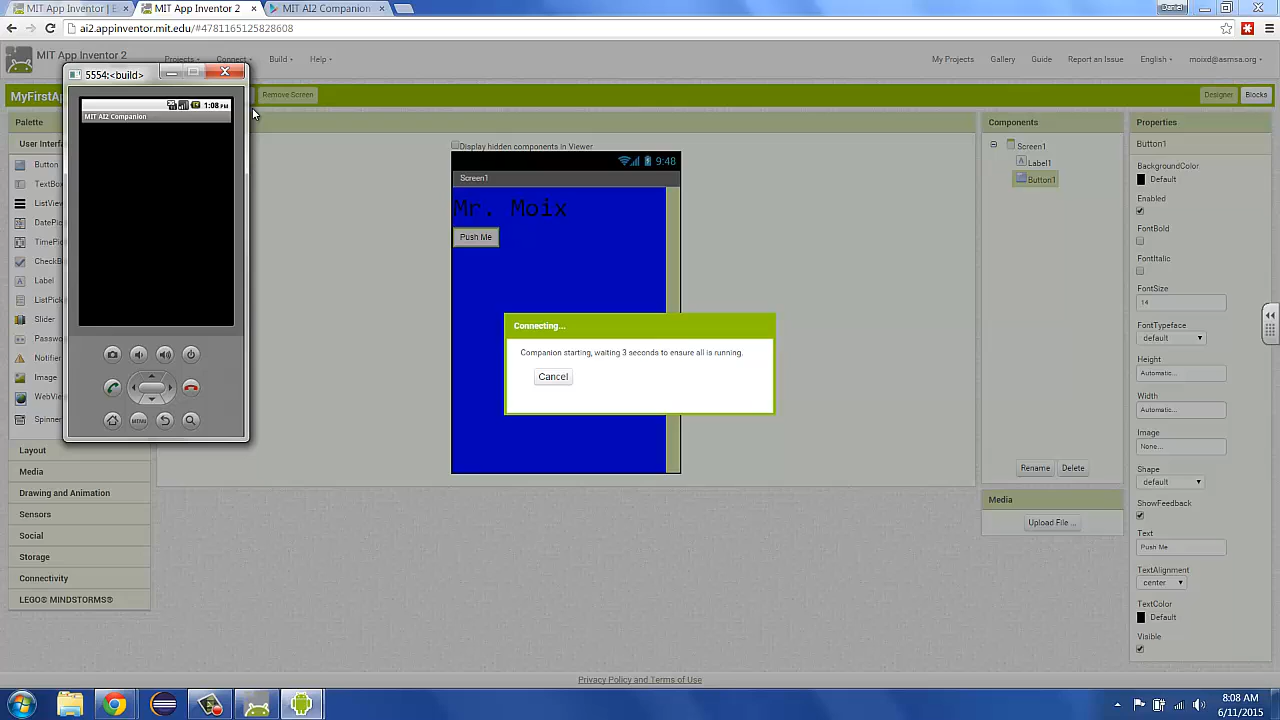 MIT App Inventor | E
MIT App Inventor 2
MIT AI2 Companion
Daniel
ai2.appinventor.mit.edu/#4781165125828608
MIT App Inventor 2
Projects
Connect
Build
Help
My Projects
Gallery
Guide
Report an Issue
English
moixd@asmsa.org
5554:<build>
MyFirstAp
Remove Screen
Designer
Blocks
1:08 PM
MIT AI2 Companion
Palette
User Interfa
Button
TextBox
ListView
DatePic
TimePic
CheckB
Label
ListPick
Slider
Passwo
Notifier
Image
WebVie
Spinne
Layout
Media
Drawing and Animation
Sensors
Social
Storage
Connectivity
LEGO® MINDSTORMS®
MENU
Display hidden components in Viewer
9:48
Screen1
Mr. Moix
Push Me
Connecting...
Companion starting, waiting 3 seconds to ensure all is running.
Cancel
Components
Screen1
A Label1
Button1
Rename
Delete
Media
Upload File ...
Properties
Button1
BackgroundColor
Default
Enabled
FontBold
FontItalic
FontSize
14
FontTypeface
default
Height
Automatic...
Width
Automatic...
Image
None...
Shape
default
ShowFeedback
Text
Push Me
TextAlignment
center
TextColor
Default
Visible
Privacy Policy and Terms of Use
8:08 AM
6/11/2015